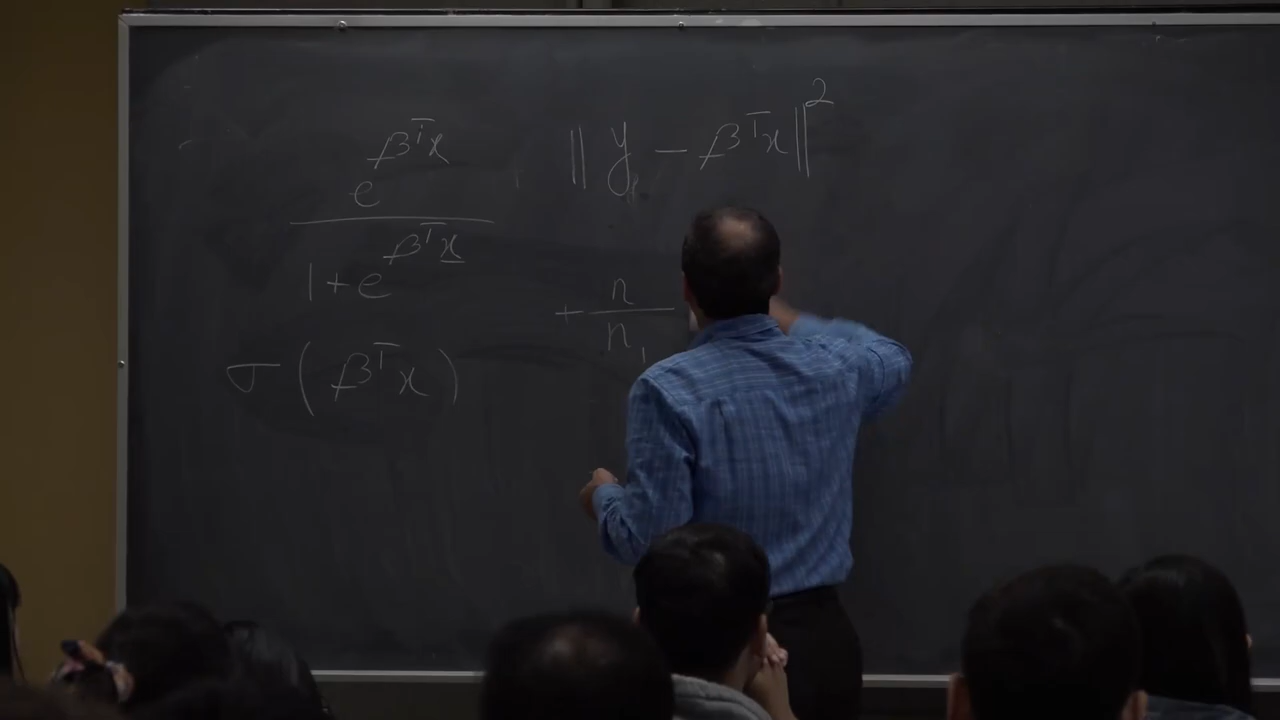 e^{β^T x}
1 + e^{β^T x}
σ(β^T x)
‖ y_i − β^T x ‖^2
+ n
n_1